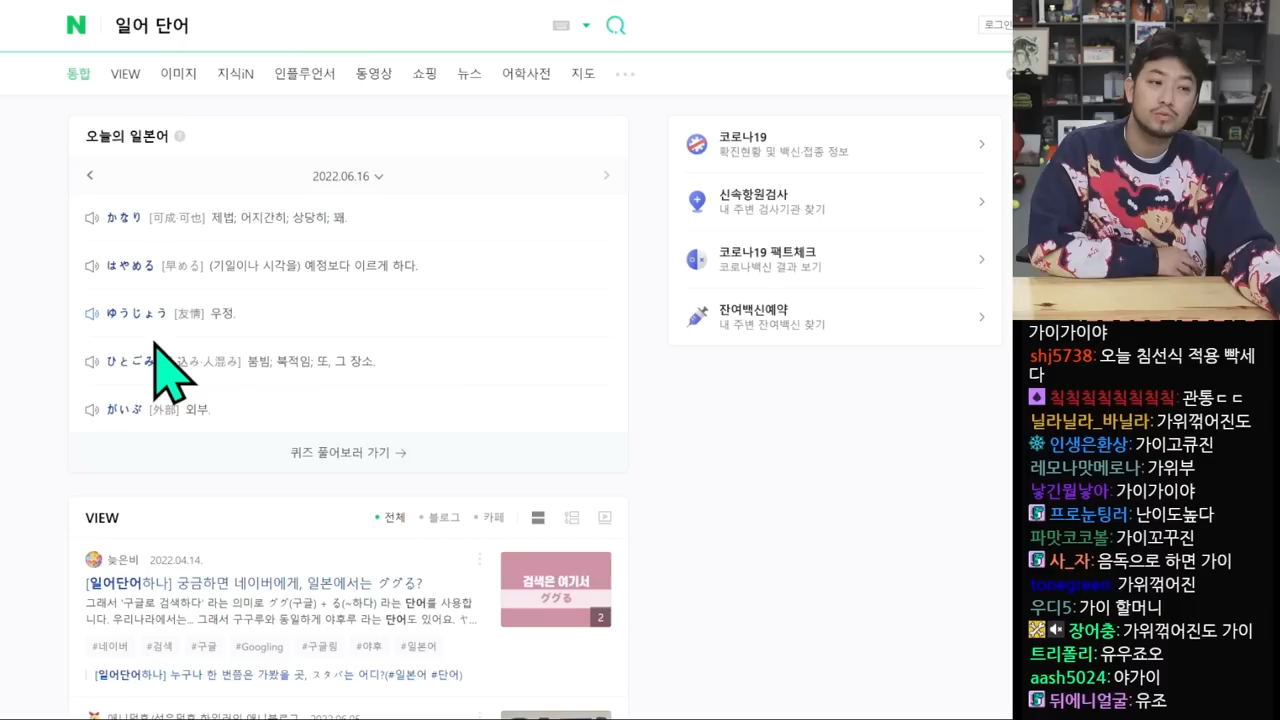 N 일어 단어
로그인
통합 VIEW 이미지 지식iN 인플루언서 동영상 쇼핑 뉴스 어학사전 지도
오늘의 일본어
2022.06.16
かなり [可成·可也] 제법; 어지간히; 상당히; 꽤.
はやめる [早める] (기일이나 시각을) 예정보다 이르게 하다.
ゆうじょう [友情] 우정.
ひとごみ 込み·人混み] 붐빔; 북적임; 또, 그 장소.
がいぶ [外部] 외부.
퀴즈 풀어보러 가기 →
코로나19
확진현황 및 백신·접종 정보
신속항원검사
내 주변 검사기관 찾기
코로나19 팩트체크
코로나백신 결과 보기
잔여백신예약
내 주변 잔여백신 찾기
VIEW
전체 블로그 카페
늦은비 2022.04.14.
[일어단어하나] 궁금하면 네이버에게, 일본에서는 ググる?
그래서 '구글로 검색하다' 라는 의미로 ググ(구글) + る(~하다) 라는 단어를 사용합
니다. 우리나라에서는... 그래서 구구루와 동일하게 야후루 라는 단어도 있어요. ヤ...
#네이버 #검색 #구글 #Googling #구글링 #야후 #일본어
[일어단어하나] 누구나 한 번쯤은 가봤을 곳, スタバ는 어디?(#일본어 #단어)
검색은 여기서
ググる
2
가이가이야
shj5738: 오늘 침선식 적용 빡세
다
칰칰칰칰칰칰칰칰: 관통ㄷㄷ
닐라닐라_바닐라: 가위꺾어진도
인생은환상: 가이고큐진
레모나맛메로나: 가위부
낳긴뭘낳아: 가이가이야
프로눈팅러: 난이도높다
파맛코코볼: 가이꼬꾸진
사_자: 음독으로 하면 가이
tonegreen: 가위꺾어진
우디5: 가이 할머니
장어충: 가위꺾어진도 가이
트리폴리: 유우죠오
aash5024: 야가이
뒤에니얼굴: 유조